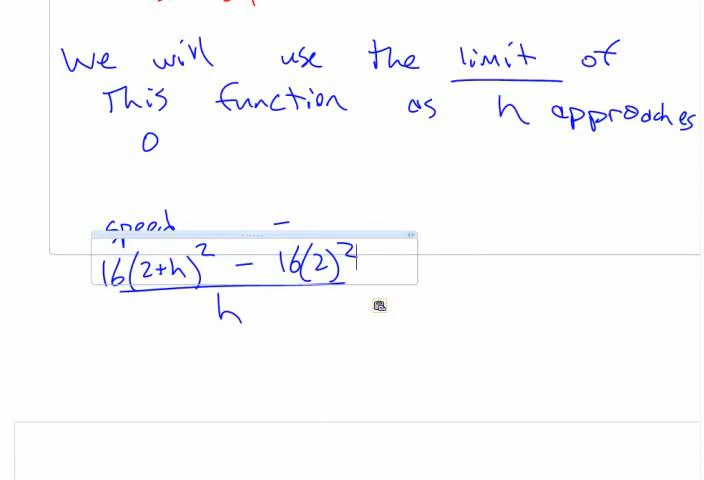 We will use the limit of
This function as h approaches
0
speed =
16(2+h)² - 16(2)²
h